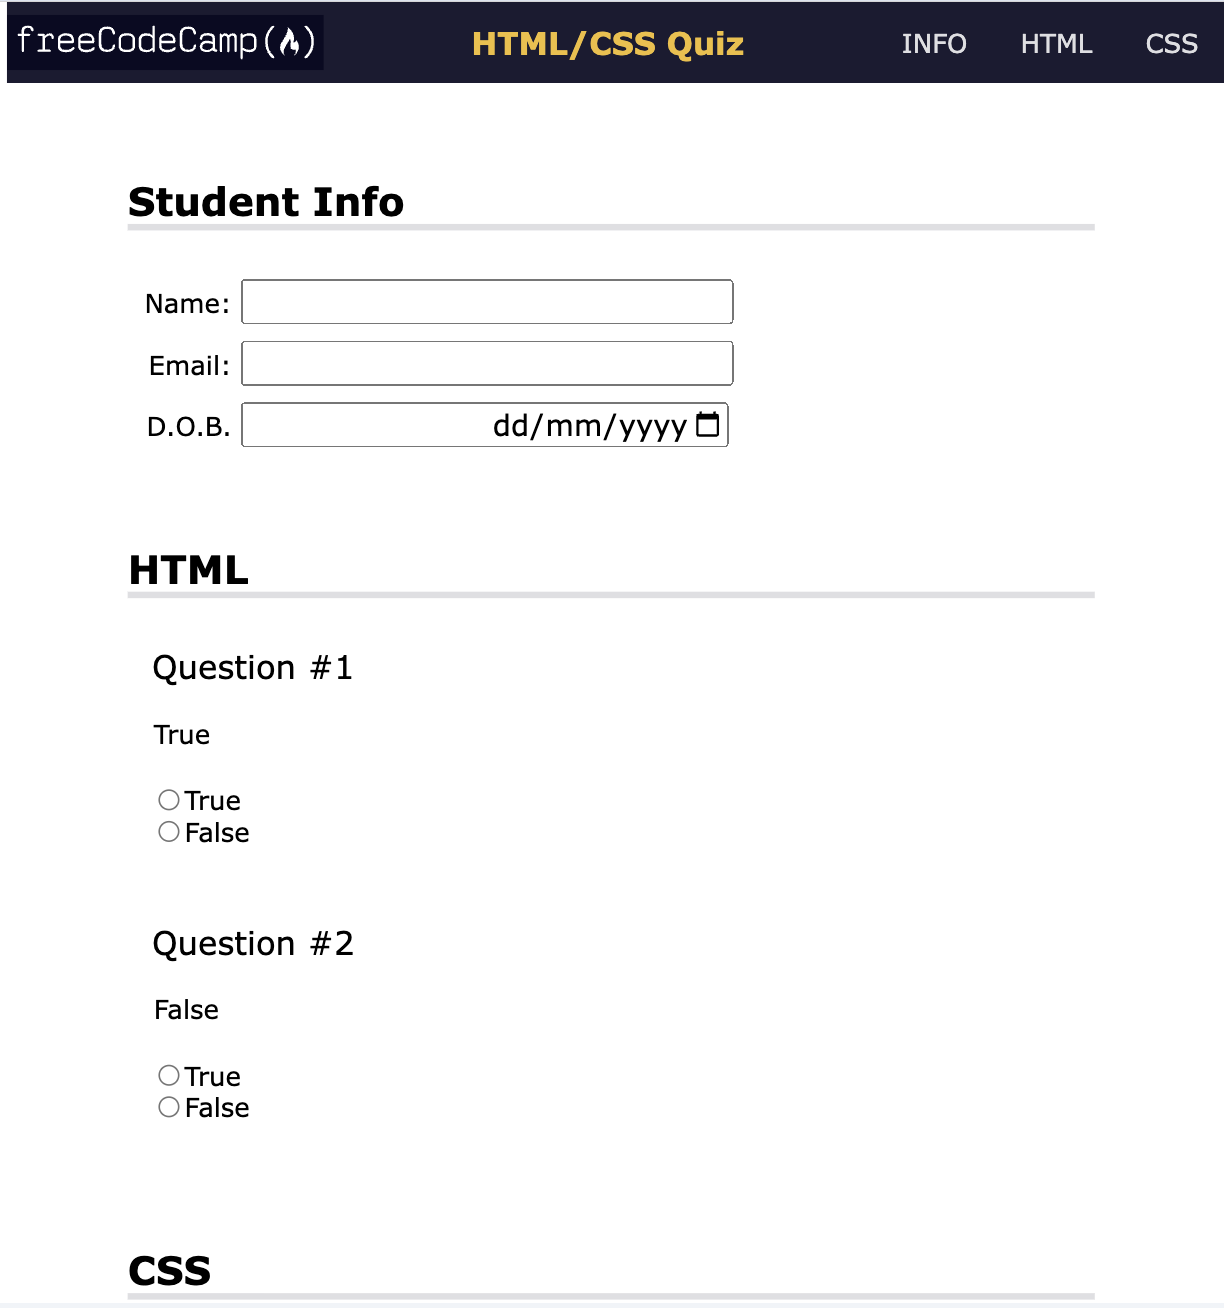 freeCodeCamp(🔥) HTML/CSS Quiz INFO HTML CSS
Student Info
Name:
Email:
D.O.B. dd/mm/yyyy
HTML
Question #1
True
True
False
Question #2
False
True
False
CSS